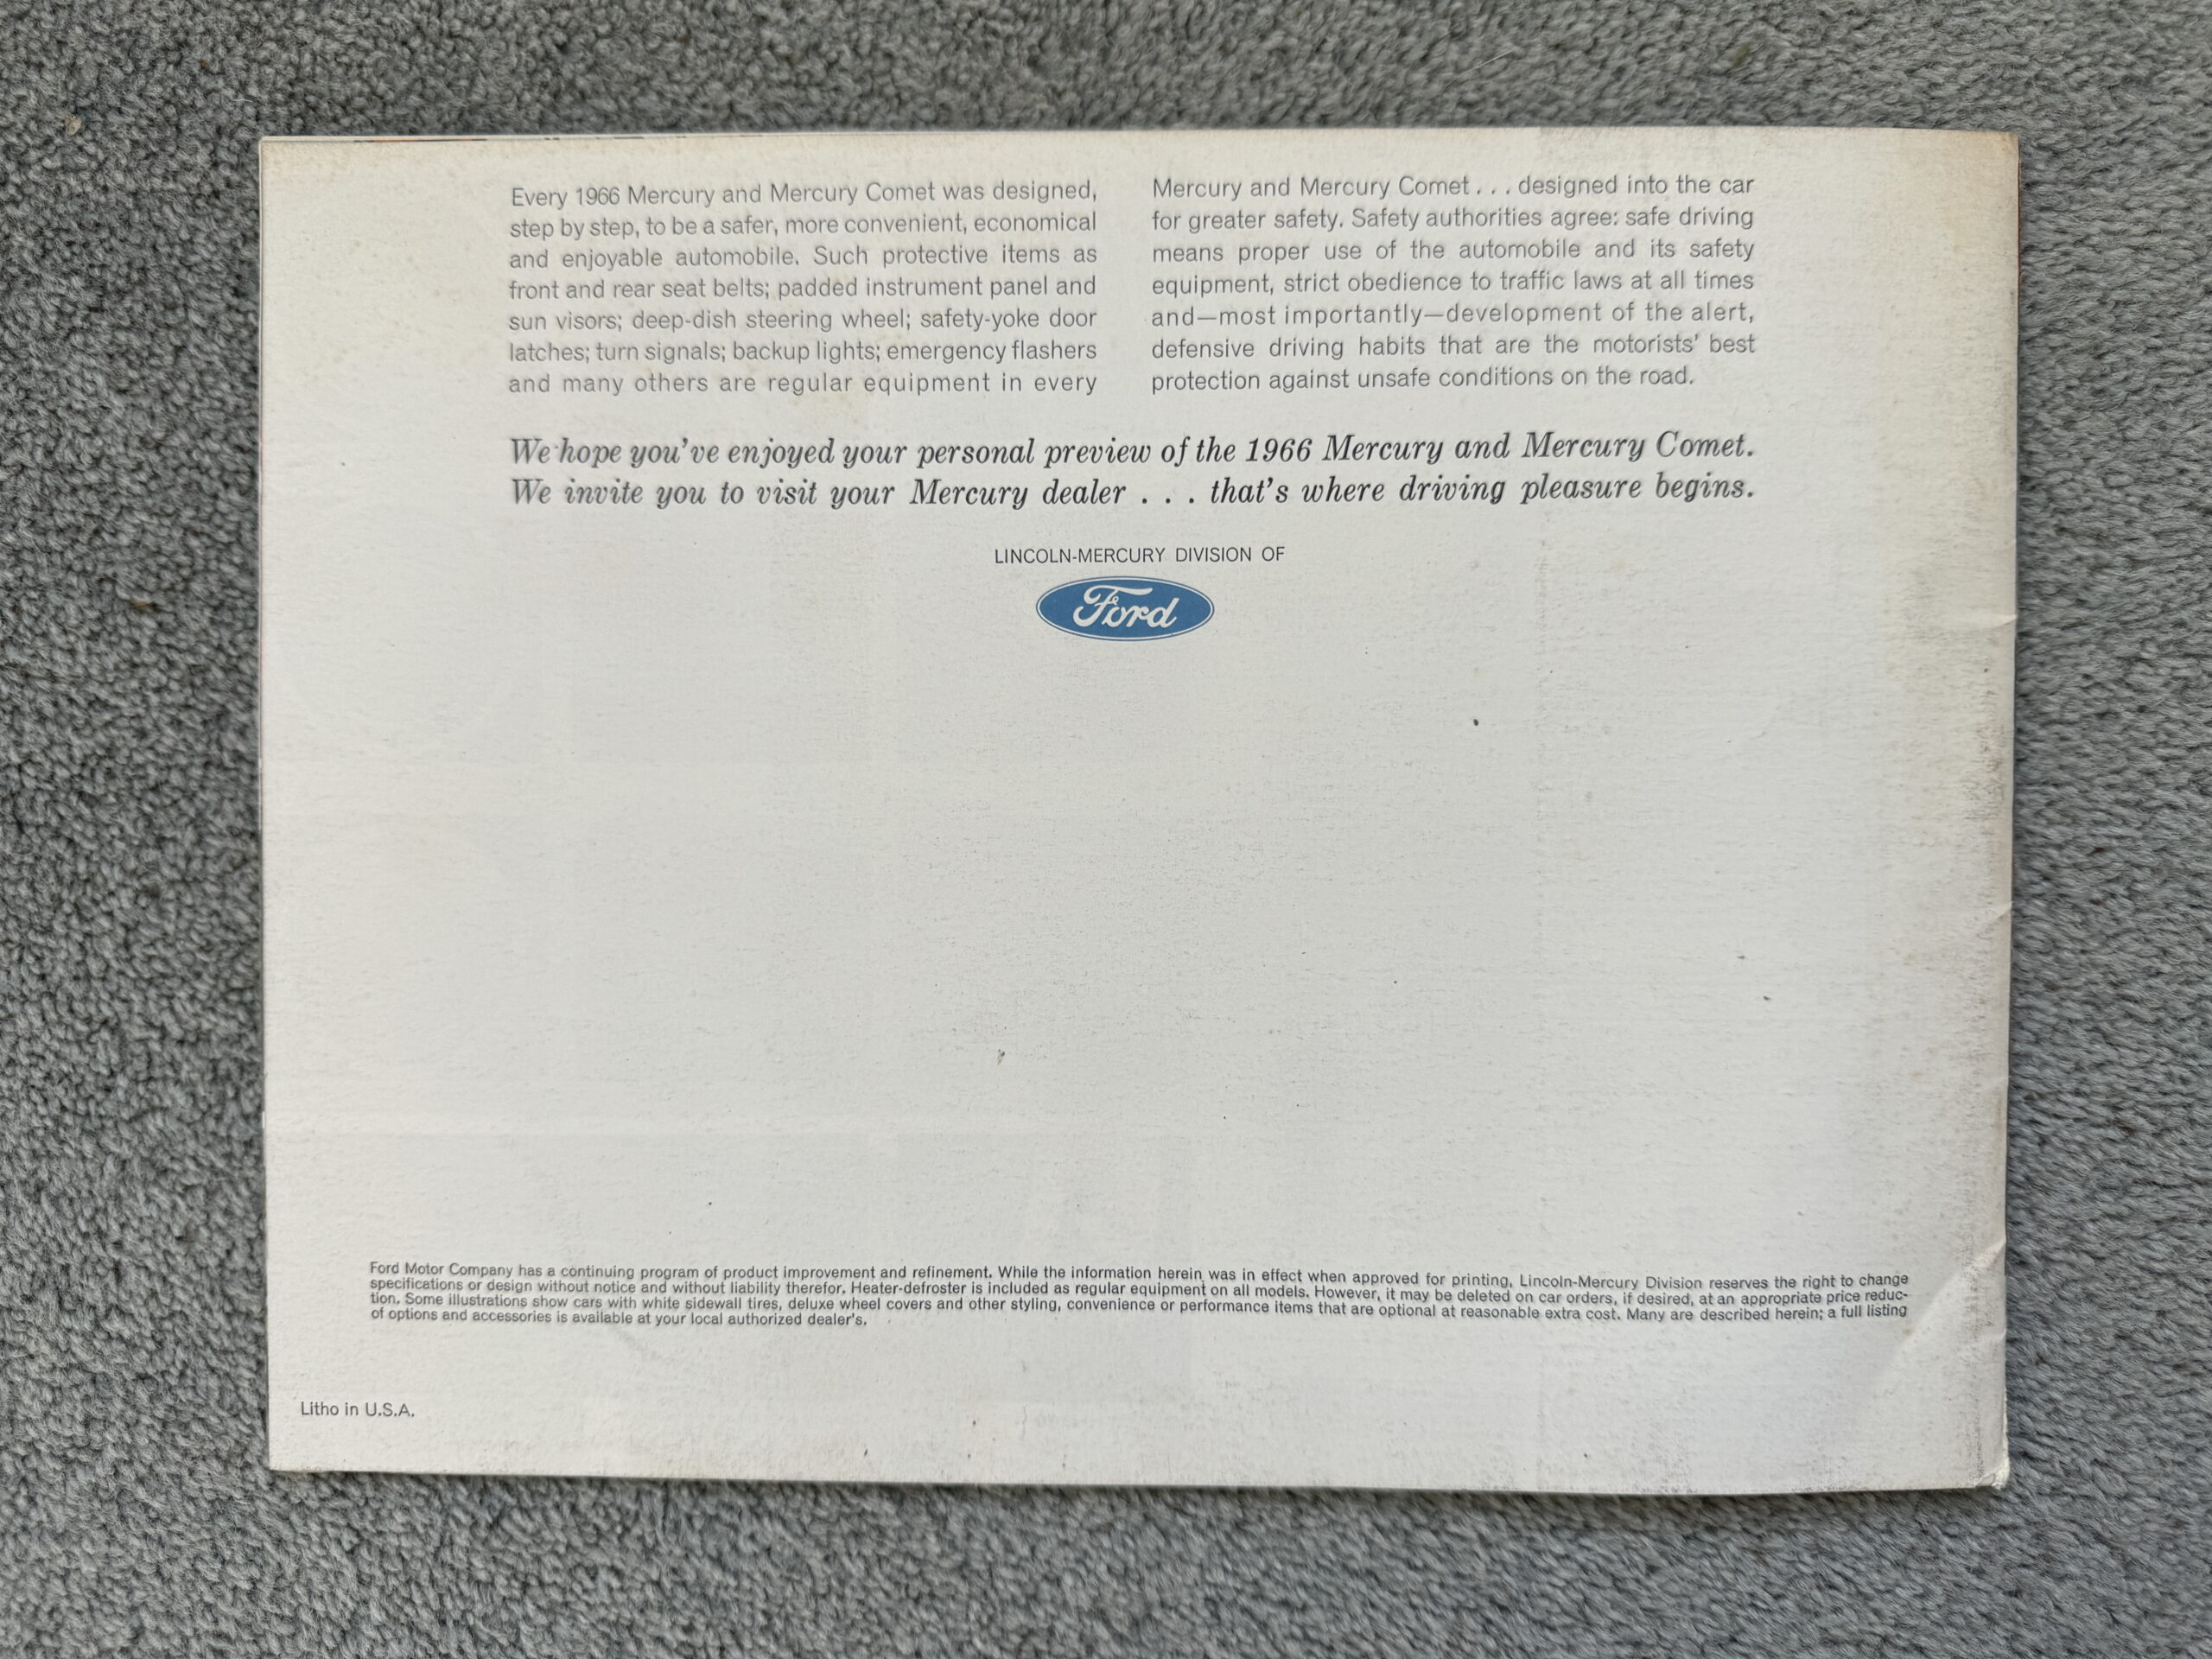 Every 1966 Mercury and Mercury Comet was designed,
step by step, to be a safer, more convenient, economical
and enjoyable automobile. Such protective items as
front and rear seat belts; padded instrument panel and
sun visors; deep-dish steering wheel; safety-yoke door
latches; turn signals; backup lights; emergency flashers
and many others are regular equipment in every
Mercury and Mercury Comet . . . designed into the car
for greater safety. Safety authorities agree: safe driving
means proper use of the automobile and its safety
equipment, strict obedience to traffic laws at all times
and—most importantly—development of the alert,
defensive driving habits that are the motorists' best
protection against unsafe conditions on the road.
We hope you've enjoyed your personal preview of the 1966 Mercury and Mercury Comet.
We invite you to visit your Mercury dealer . . . that's where driving pleasure begins.
LINCOLN-MERCURY DIVISION OF
Ford
Ford Motor Company has a continuing program of product improvement and refinement. While the information herein was in effect when approved for printing, Lincoln-Mercury Division reserves the right to change
specifications or design without notice and without liability therefor. Heater-defroster is included as regular equipment on all models. However, it may be deleted on car orders, if desired, at an appropriate price reduc-
tion. Some illustrations show cars with white sidewall tires, deluxe wheel covers and other styling, convenience or performance items that are optional at reasonable extra cost. Many are described herein; a full listing
of options and accessories is available at your local authorized dealer's.
Litho in U.S.A.